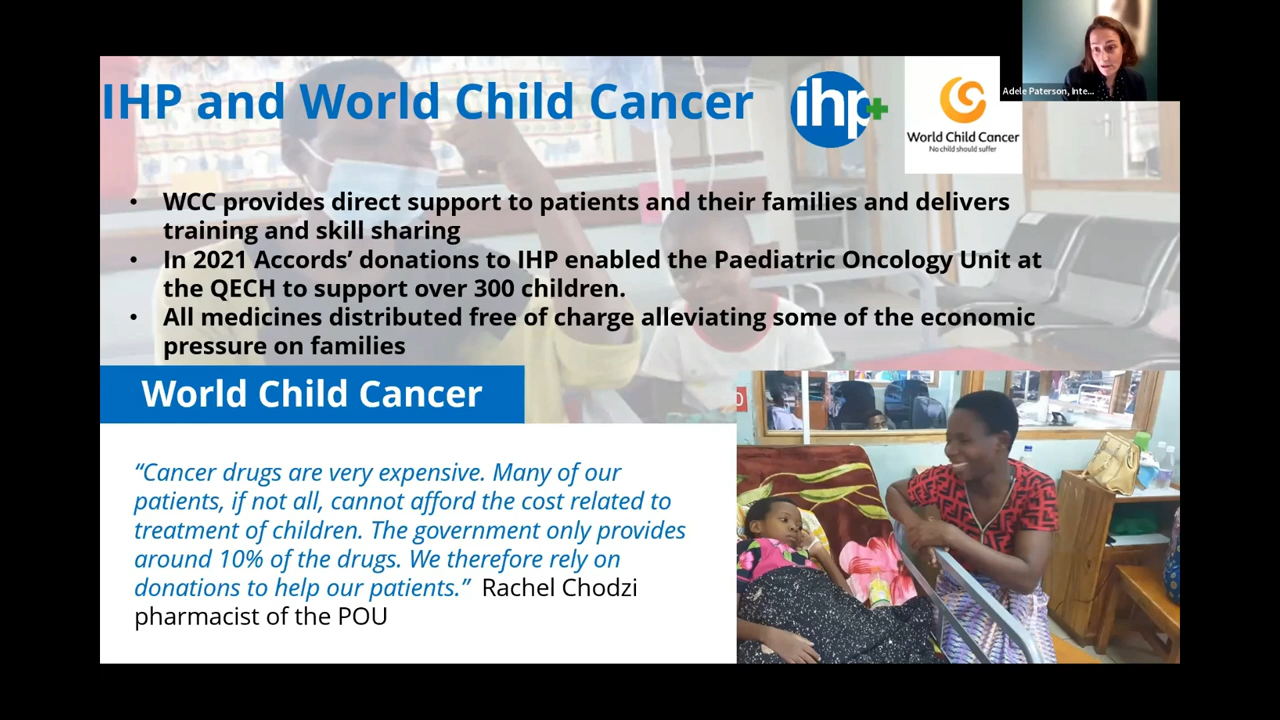 IHP and World Child Cancer
ihp
World Child Cancer
No child should suffer
Adele Paterson, Inte...
• WCC provides direct support to patients and their families and delivers
training and skill sharing
• In 2021 Accords’ donations to IHP enabled the Paediatric Oncology Unit at
the QECH to support over 300 children.
• All medicines distributed free of charge alleviating some of the economic
pressure on families
World Child Cancer
“Cancer drugs are very expensive. Many of our
patients, if not all, cannot afford the cost related to
treatment of children. The government only provides
around 10% of the drugs. We therefore rely on
donations to help our patients.” Rachel Chodzi
pharmacist of the POU